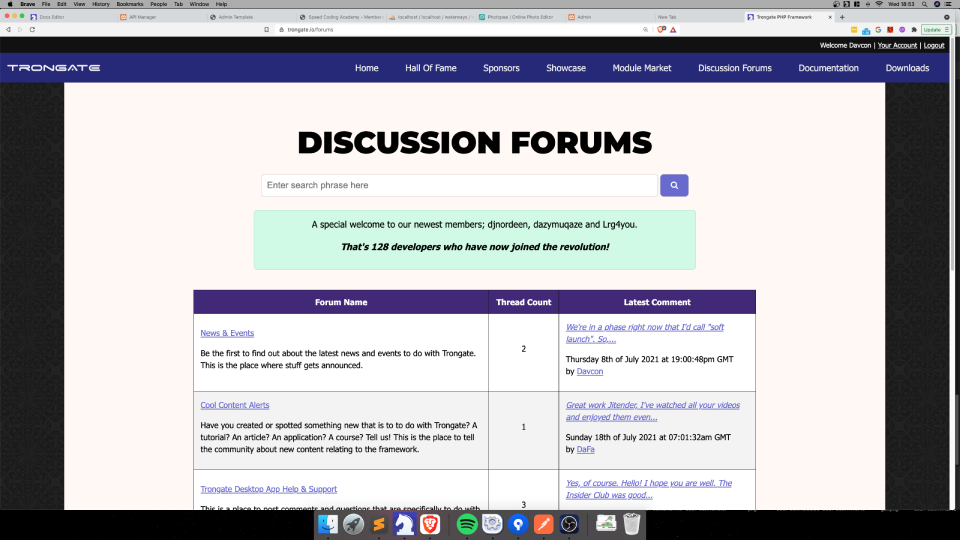 Brave File Edit View History Bookmarks People Tab Window Help
Wed 18:53
Docs Editor
API Manager
Admin Template
Speed Coding Academy - Member
Photopea | Online Photo Editor
Admin
New Tab
Trongate PHP Framework
trongate.io/forums
Update
Welcome Davcon | Your Account | Logout
TRONGATE
Home Hall Of Fame Sponsors Showcase Module Market Discussion Forums Documentation Downloads
DISCUSSION FORUMS
Enter search phrase here
A special welcome to our newest members; djnordeen, dazymuqaze and Lrg4you.
That's 128 developers who have now joined the revolution!
Forum Name Thread Count Latest Comment
News & Events
Be the first to find out about the latest news and events to do with Trongate.
This is the place where stuff gets announced.
2
We're in a phase right now that I'd call "soft
launch". So,...
Thursday 8th of July 2021 at 19:00:48pm GMT
by Davcon
Cool Content Alerts
Have you created or spotted something new that is to to do with Trongate? A
tutorial? An article? An application? A course? Tell us! This is the place to tell
the community about new content relating to the framework.
1
Great work Jitender, I've watched all your videos
and enjoyed them even...
Sunday 18th of July 2021 at 07:01:32am GMT
by DaFa
Trongate Desktop App Help & Support
This is a place to post comments and questions that are specifically to do with
3
Yes, of course. Hello! I hope you are well. The
Insider Club was good...